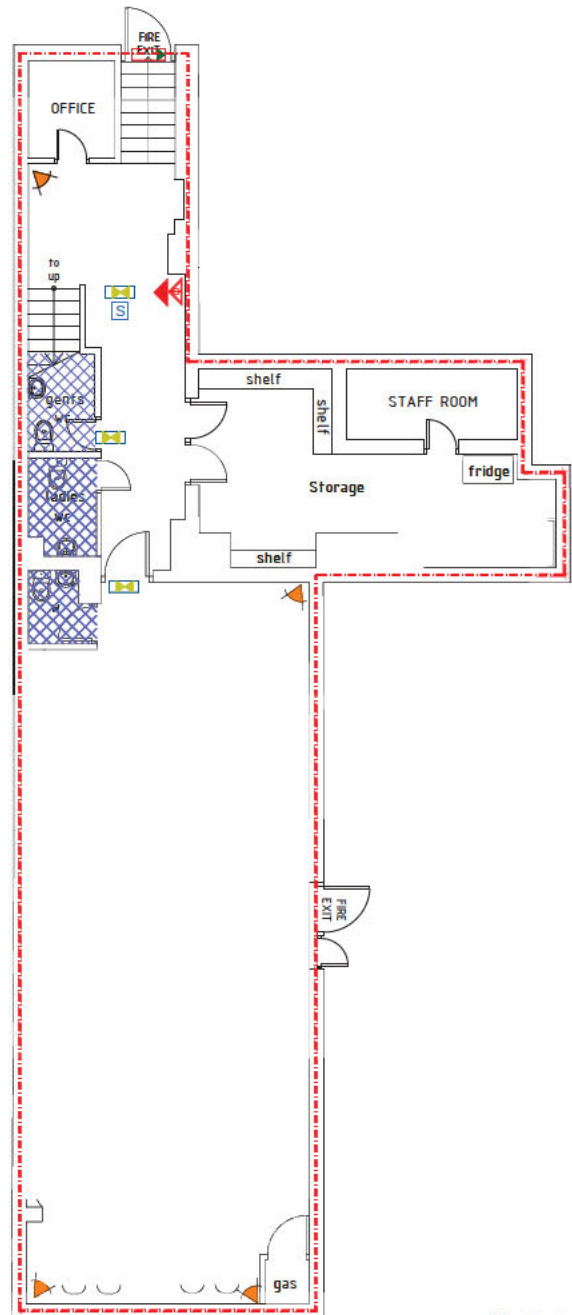 FIRE
EXIT
OFFICE
to
up
S
shelf
shelf
STAFF ROOM
gents
WC
fridge
Storage
ladies
WC
shelf
FIRE
EXIT
gas